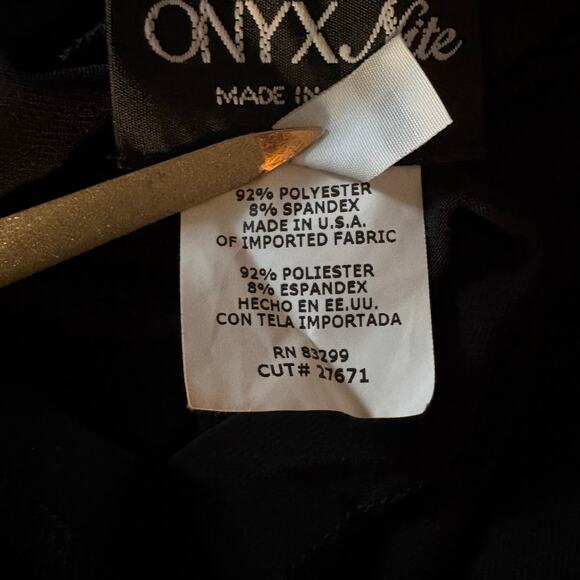 ONYX Nite
MADE IN
92% POLYESTER
8% SPANDEX
MADE IN U.S.A.
OF IMPORTED FABRIC
92% POLIESTER
8% ESPANDEX
HECHO EN EE.UU.
CON TELA IMPORTADA
RN 83299
CUT# 27671